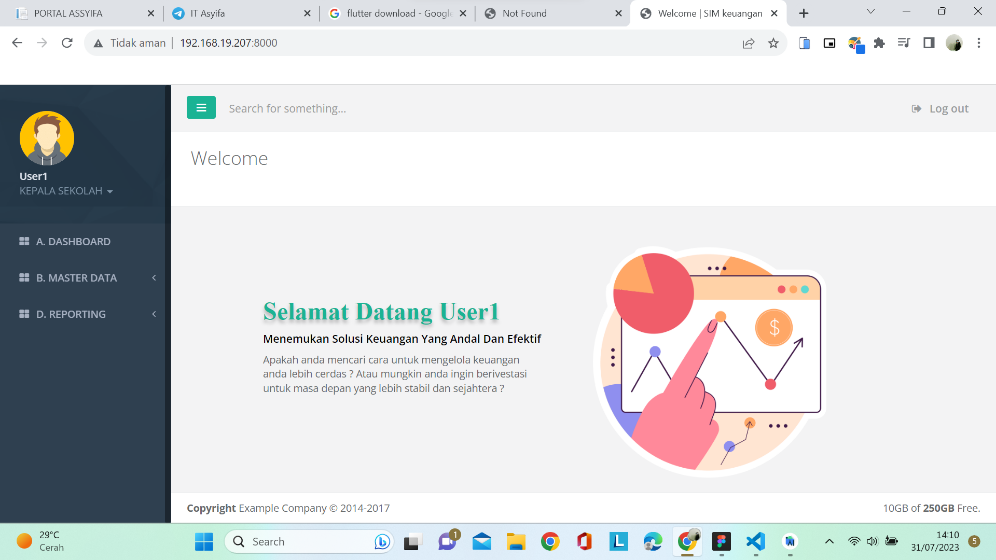 PORTAL ASSYIFA
IT Asyifa
flutter download - Google
Not Found
Welcome | SIM keuangan
Tidak aman
192.168.19.207:8000
Search for something...
Log out
User1
KEPALA SEKOLAH
Welcome
A. DASHBOARD
B. MASTER DATA
D. REPORTING
Selamat Datang User1
Menemukan Solusi Keuangan Yang Andal Dan Efektif
Apakah anda mencari cara untuk mengelola keuangan
anda lebih cerdas ? Atau mungkin anda ingin berivestasi
untuk masa depan yang lebih stabil dan sejahtera ?
$
Copyright Example Company © 2014-2017
10GB of 250GB Free.
29°C
Cerah
Search
1
L
14:10
31/07/2023
5